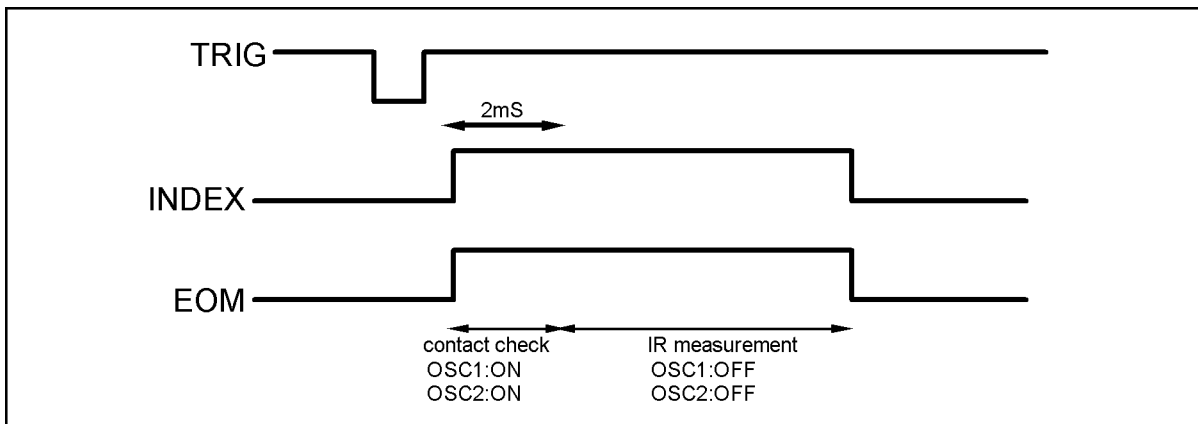 TRIG
2mS
INDEX
EOM
contact check
OSC1:ON
OSC2:ON
IR measurement
OSC1:OFF
OSC2:OFF